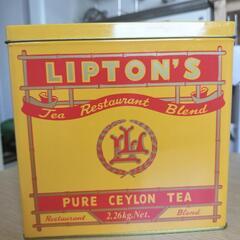 LIPTON'S
Tea Restaurant Blend
PURE CEYLON TEA
Restaurant 2.26kg.Net. Blend